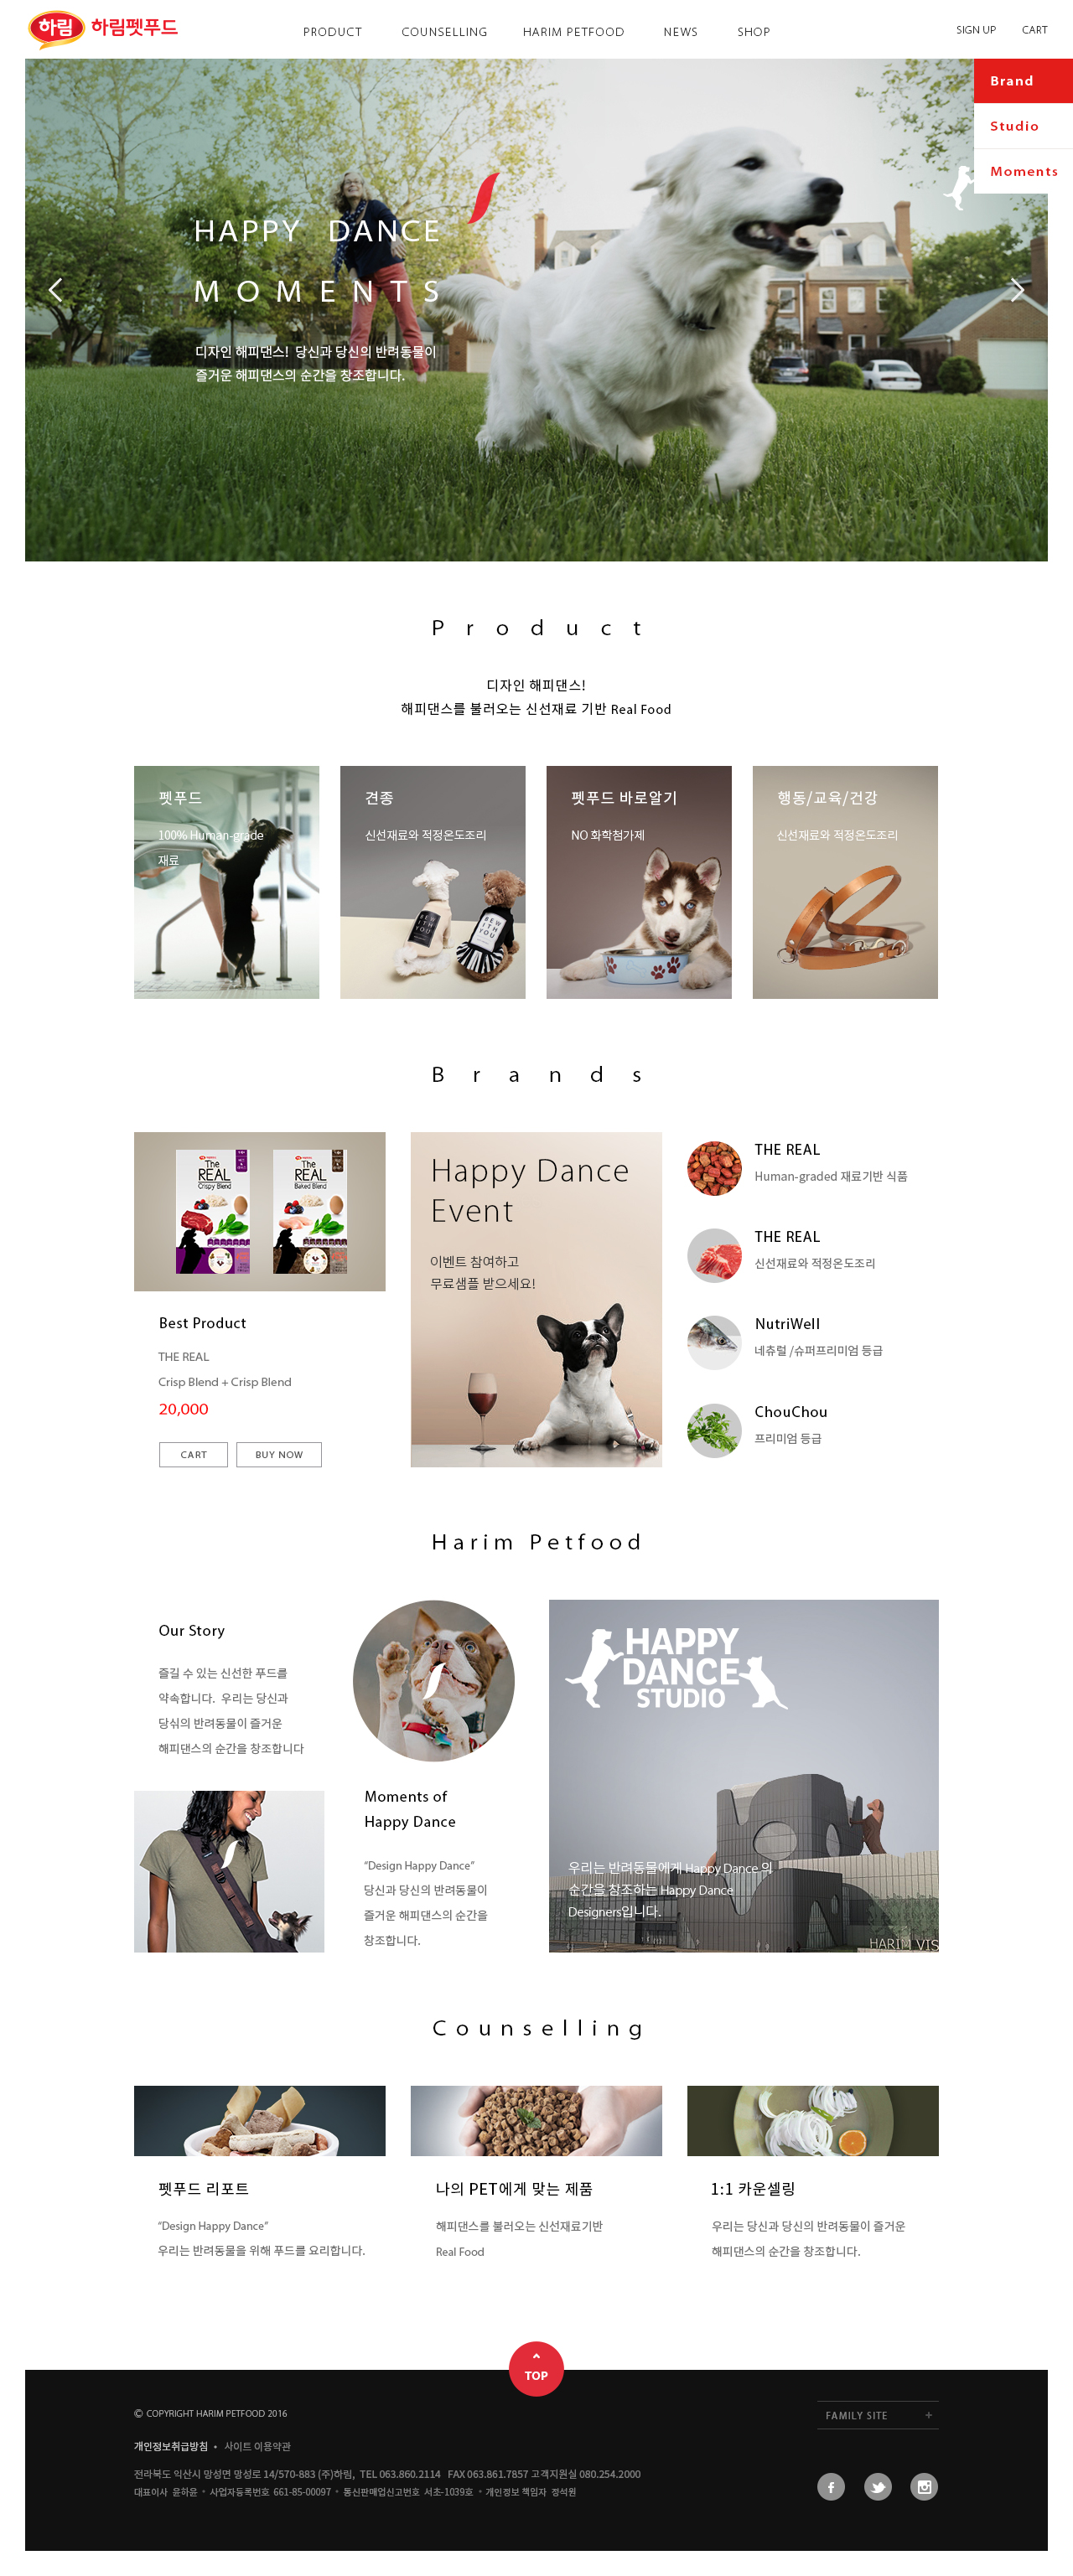 하림 하림펫푸드
PRODUCT COUNSELLING HARIM PETFOOD NEWS SHOP
SIGN UP CART
Brand
Studio
Moments
HAPPY DANCE
MOMENTS
디자인 해피댄스! 당신과 당신의 반려동물이
즐거운 해피댄스의 순간을 창조합니다.
Product
디자인 해피댄스!
해피댄스를 불러오는 신선재료 기반 Real Food
펫푸드
100% Human-grade
재료
견종
신선재료와 적정온도조리
BE W
ITH
YOU
BE W
ITH
YOU
펫푸드 바로알기
NO 화학첨가제
행동/교육/건강
신선재료와 적정온도조리
Brands
The
REAL
Crispy Blend
The
REAL
Baked Blend
Best Product
THE REAL
Crisp Blend + Crisp Blend
20,000
CART BUY NOW
Happy Dance
Event
이벤트 참여하고
무료샘플 받으세요!
THE REAL
Human-graded 재료기반 식품
THE REAL
신선재료와 적정온도조리
NutriWell
네츄럴 /슈퍼프리미엄 등급
ChouChou
프리미엄 등급
Harim Petfood
Our Story
즐길 수 있는 신선한 푸드를
약속합니다. 우리는 당신과
당싞의 반려동물이 즐거운
해피댄스의 순간을 창조합니다
Moments of
Happy Dance
“Design Happy Dance”
당신과 당신의 반려동물이
즐거운 해피댄스의 순간을
창조합니다.
HAPPY
DANCE
STUDIO
우리는 반려동물에게 Happy Dance 의
순간을 창조하는 Happy Dance
Designers입니다.
HARIM VIS
Counselling
펫푸드 리포트
“Design Happy Dance”
우리는 반려동물을 위해 푸드를 요리합니다.
나의 PET에게 맞는 제품
해피댄스를 불러오는 신선재료기반
Real Food
1:1 카운셀링
우리는 당신과 당신의 반려동물이 즐거운
해피댄스의 순간을 창조합니다.
TOP
© COPYRIGHT HARIM PETFOOD 2016
개인정보취급방침 • 사이트 이용약관
전라북도 익산시 망성면 망성로 14/570-883 (주)하림, TEL 063.860.2114 FAX 063.861.7857 고객지원실 080.254.2000
대표이사 윤하윤 • 사업자등록번호 661-85-00097 • 통신판매업신고번호 서초-1039호 • 개인정보 책임자 정석원
FAMILY SITE +